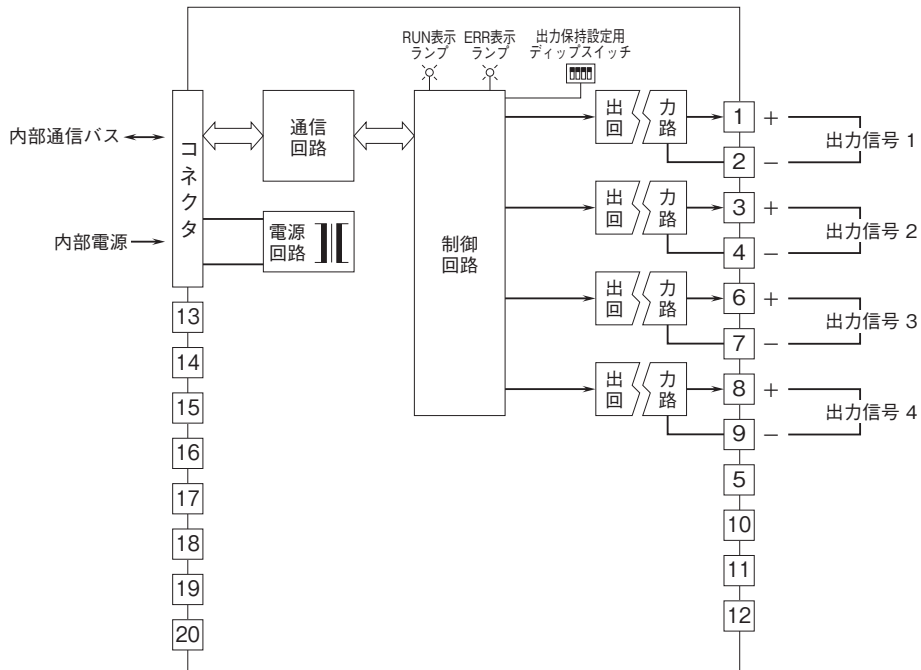 RUN表示
ランプ
ERR表示
ランプ
出力保持設定用
ディップスイッチ
内部通信バス
内部電源
コネクタ
通信
回路
電源
回路
制御
回路
出力
回路
1 +
2 −
出力信号 1
出力
回路
3 +
4 −
出力信号 2
出力
回路
6 +
7 −
出力信号 3
出力
回路
8 +
9 −
出力信号 4
5
10
11
12
13
14
15
16
17
18
19
20